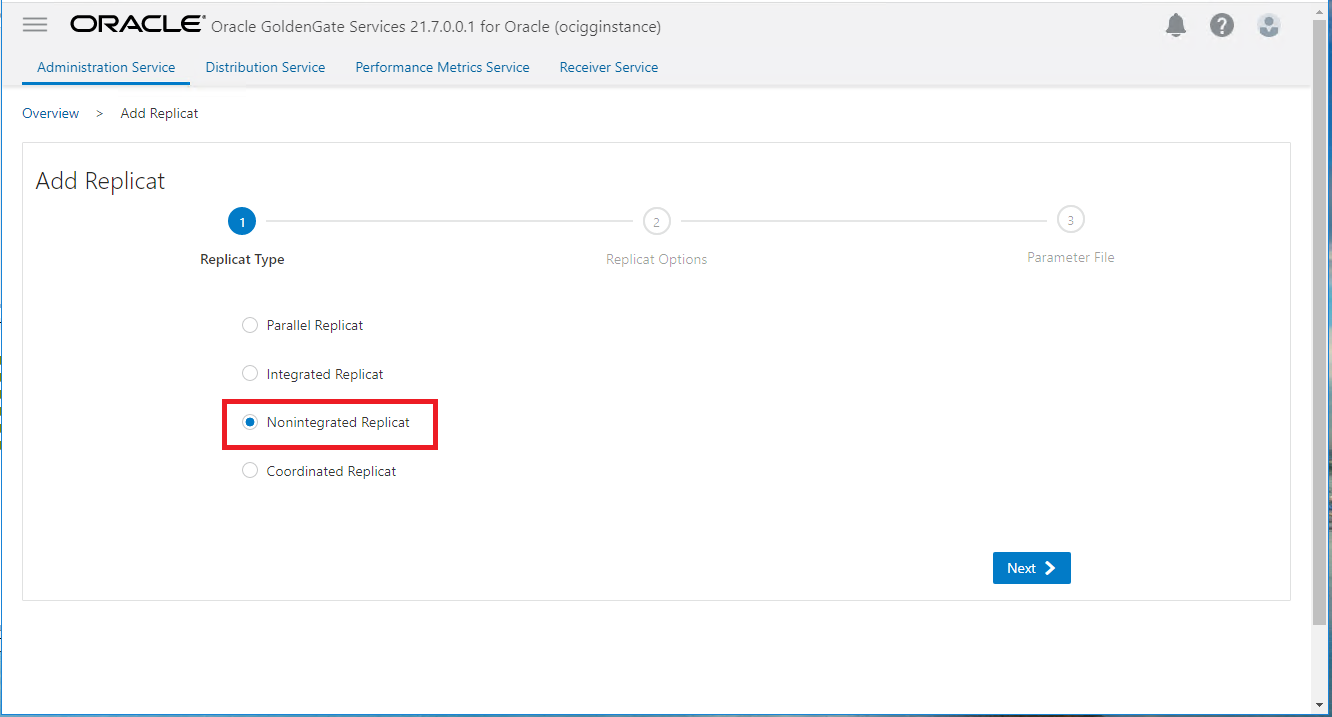 ORACLE® Oracle GoldenGate Services 21.7.0.0.1 for Oracle (ocigginstance)
Administration Service Distribution Service Performance Metrics Service Receiver Service
Overview > Add Replicat
Add Replicat
1 2 3
Replicat Type Replicat Options Parameter File
Parallel Replicat
Integrated Replicat
Nonintegrated Replicat
Coordinated Replicat
Next